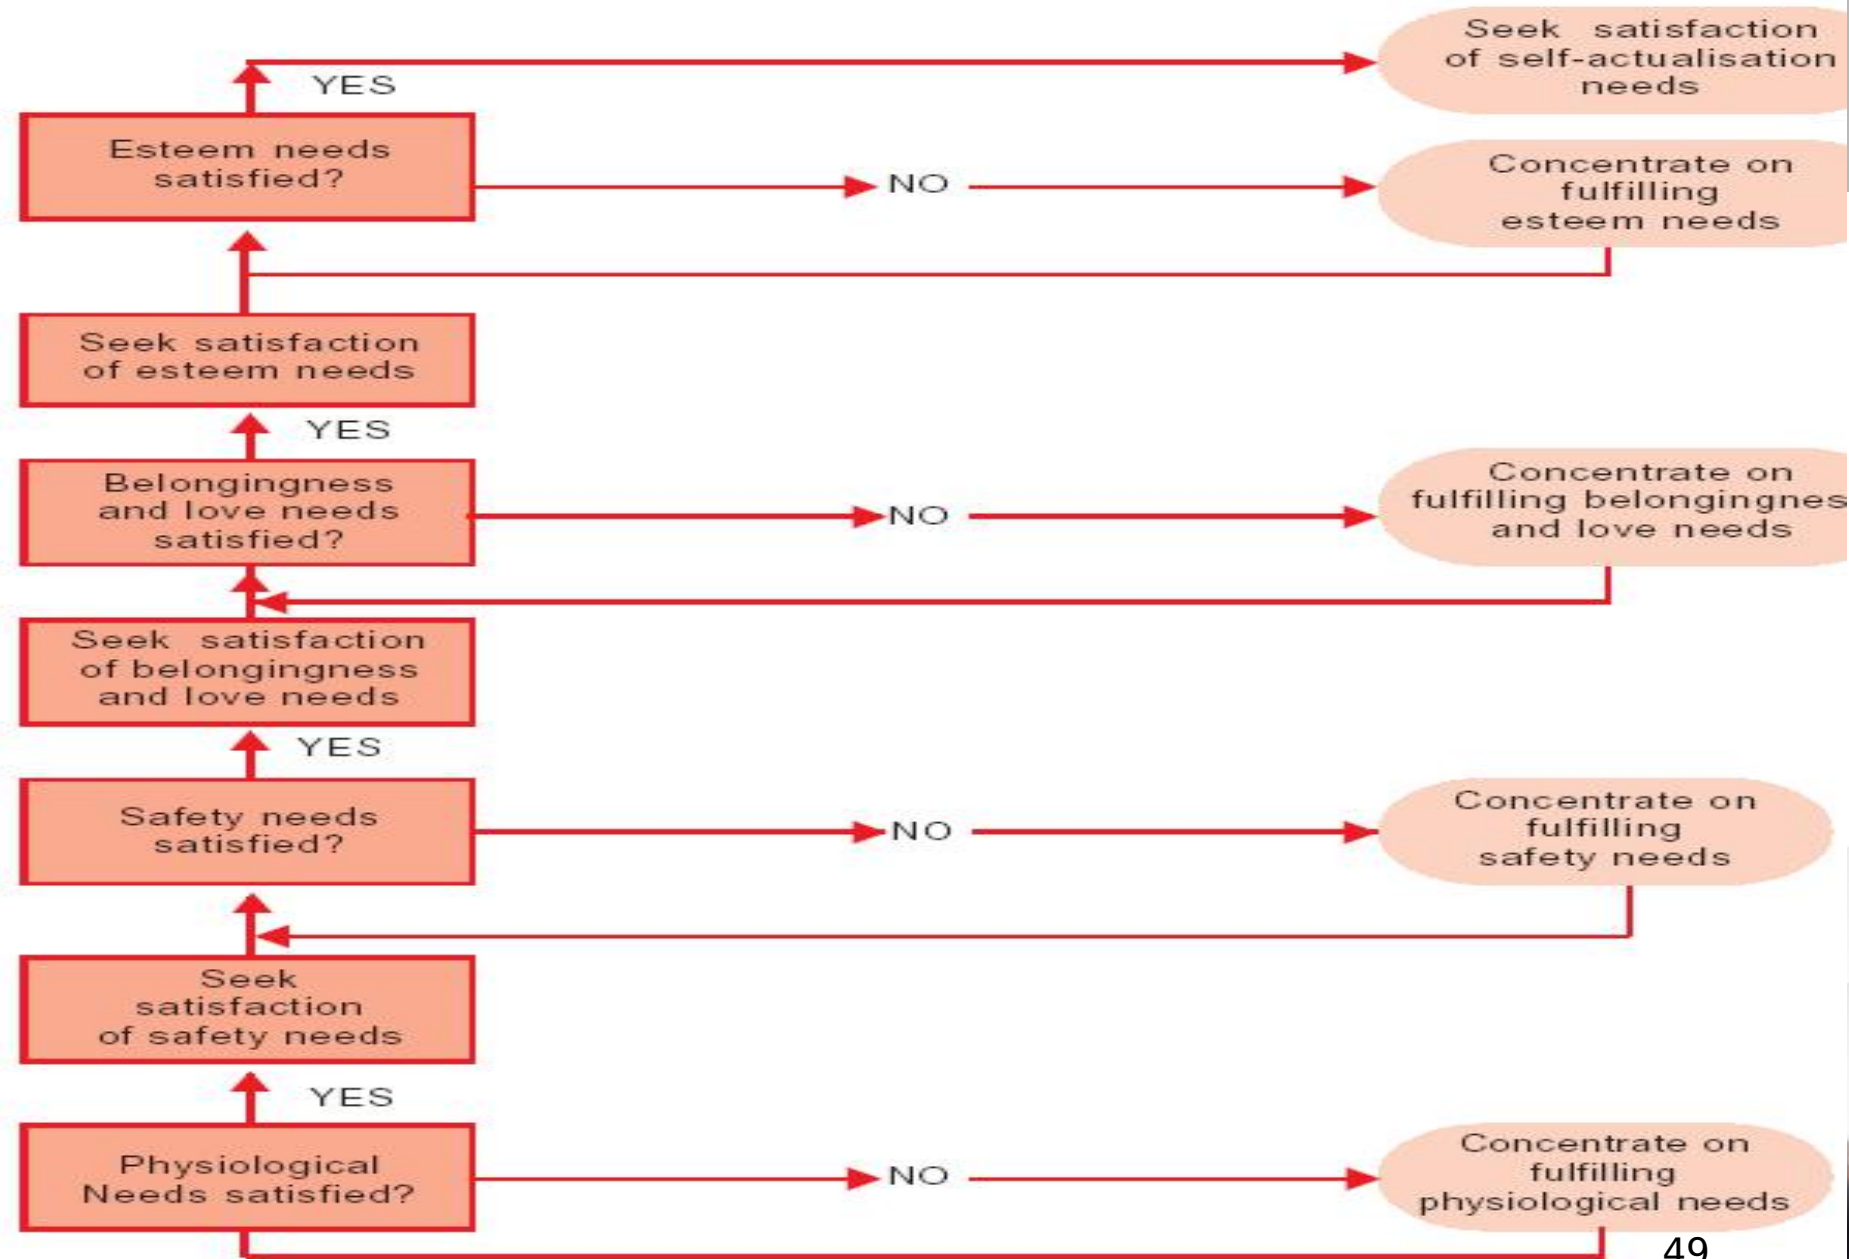 Seek satisfaction
of self-actualisation
needs
YES
Esteem needs
satisfied?
NO
Concentrate on
fulfilling
esteem needs
Seek satisfaction
of esteem needs
YES
Belongingness
and love needs
satisfied?
NO
Concentrate on
fulfilling belongingnes
and love needs
Seek satisfaction
of belongingness
and love needs
YES
Safety needs
satisfied?
NO
Concentrate on
fulfilling
safety needs
Seek
satisfaction
of safety needs
YES
Physiological
Needs satisfied?
NO
Concentrate on
fulfilling
physiological needs
49